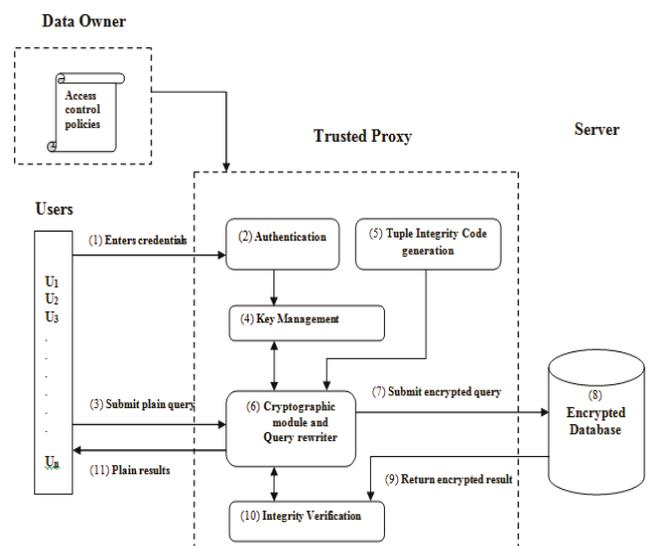 Data Owner
Access
control
policies
Trusted Proxy
Server
Users
(1) Enters credentials
(2) Authentication
(5) Tuple Integrity Code
generation
U1
U2
U3
.
.
.
.
.
.
.
(4) Key Management
(3) Submit plain query
(6) Cryptographic
module and
Query rewriter
(7) Submit encrypted query
(8)
Encrypted
Database
Un
(11) Plain results
(9) Return encrypted result
(10) Integrity Verification